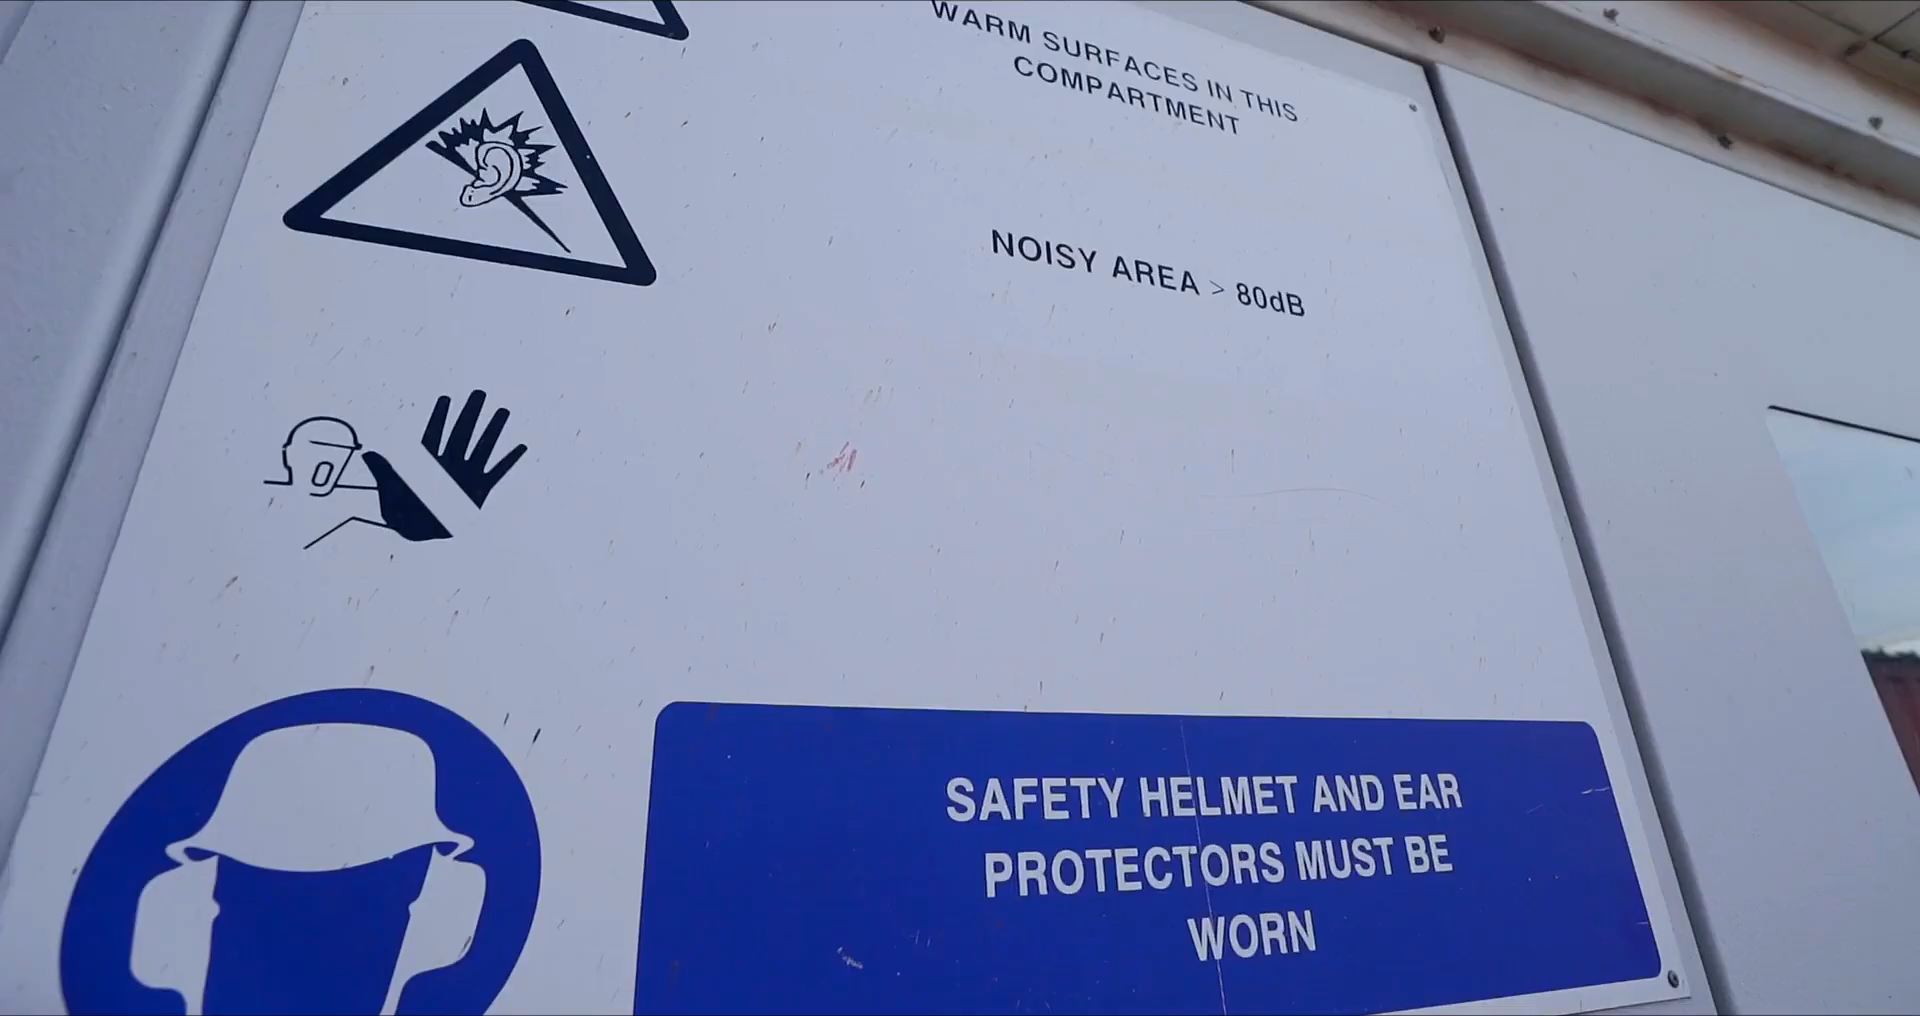 WARM SURFACES IN THIS
COMPARTMENT
NOISY AREA > 80dB
SAFETY HELMET AND EAR
PROTECTORS MUST BE
WORN